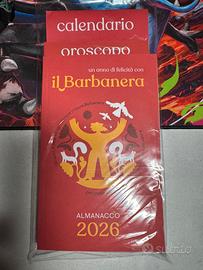 calendario
oroscopo
un anno di felicità con
il Barbanera
ALMANACCO
2026
subito